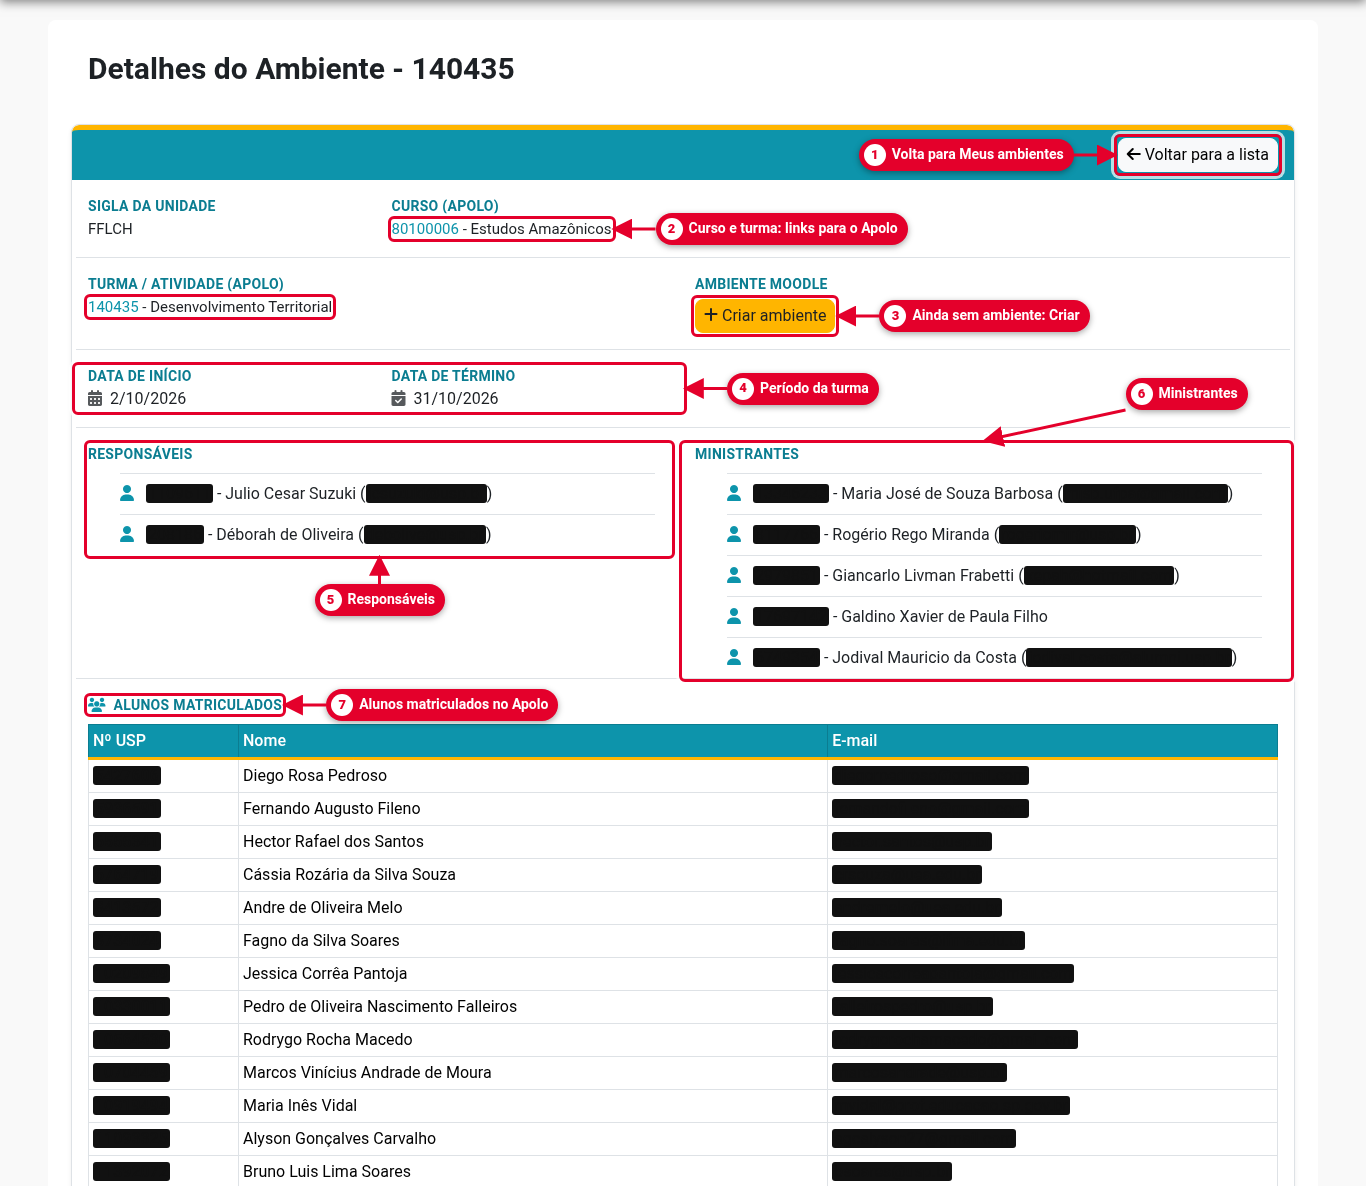 Detalhes do Ambiente - 140435
1 Volta para Meus ambientes
Voltar para a lista
SIGLA DA UNIDADE
FFLCH
CURSO (APOLO)
80100006 - Estudos Amazônicos
2 Curso e turma: links para o Apolo
TURMA / ATIVIDADE (APOLO)
140435 - Desenvolvimento Territorial
AMBIENTE MOODLE
+ Criar ambiente
3 Ainda sem ambiente: Criar
DATA DE INÍCIO
2/10/2026
DATA DE TÉRMINO
31/10/2026
4 Período da turma
6 Ministrantes
RESPONSÁVEIS
- Julio Cesar Suzuki ( )
- Déborah de Oliveira ( )
5 Responsáveis
MINISTRANTES
- Maria José de Souza Barbosa ( )
- Rogério Rego Miranda ( )
- Giancarlo Livman Frabetti ( )
- Galdino Xavier de Paula Filho
- Jodival Mauricio da Costa ( )
ALUNOS MATRICULADOS
7 Alunos matriculados no Apolo
Nº USP Nome E-mail
Diego Rosa Pedroso
Fernando Augusto Fileno
Hector Rafael dos Santos
Cássia Rozária da Silva Souza
Andre de Oliveira Melo
Fagno da Silva Soares
Jessica Corrêa Pantoja
Pedro de Oliveira Nascimento Falleiros
Rodrygo Rocha Macedo
Marcos Vinícius Andrade de Moura
Maria Inês Vidal
Alyson Gonçalves Carvalho
Bruno Luis Lima Soares